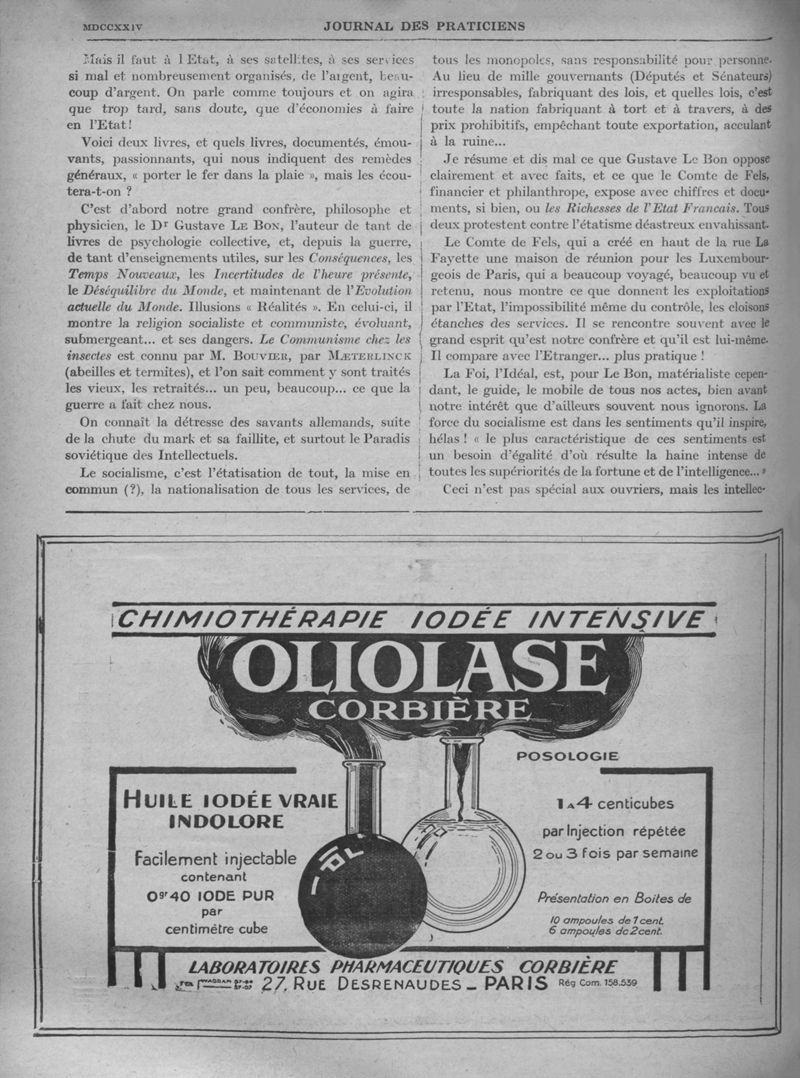 MDCCXXIV
JOURNAL DES PRATICIENS
Mais il faut à l Etat, à ses satellites, à ses services
si mal et nombreusement organisés, de l'argent, beau-
coup d'argent. On parle comme toujours et on agira
que trop tard, sans doute, que d'économies à faire
en l'Etat!
Voici deux livres, et quels livres, documentés, émou-
vants, passionnants, qui nous indiquent des remèdes
généraux, « porter le fer dans la plaie », mais les écou-
tera-t-on ?
C'est d'abord notre grand confrère, philosophe et
physicien, le Dr Gustave LE BON, l'auteur de tant de
livres de psychologie collective, et, depuis la guerre,
de tant d'enseignements utiles, sur les Conséquences, les
Temps Nouveaux, les Incertitudes de l'heure présente,
le Déséquilibre du Monde, et maintenant de l'Evolution
actuelle du Monde. Illusions « Réalités ». En celui-ci, il
montre la religion socialiste et communiste, évoluant,
submergeant... et ses dangers. Le Communisme chez les
insectes est connu par M. BOUVIER, par MÆTERLINCK
(abeilles et termites), et l'on sait comment y sont traités
les vieux, les retraités... un peu, beaucoup... ce que la
guerre a fait chez nous.
On connaît la détresse des savants allemands, suite
de la chute du mark et sa faillite, et surtout le Paradis
soviétique des Intellectuels.
Le socialisme, c'est l'étatisation de tout, la mise en
commun (?), la nationalisation de tous les services, de
tous les monopoles, sans responsabilité pour personne.
Au lieu de mille gouvernants (Députés et Sénateurs)
irresponsables, fabriquant des lois, et quelles lois, c'est
toute la nation fabriquant à tort et à travers, à des
prix prohibitifs, empêchant toute exportation, acculant
à la ruine...
Je résume et dis mal ce que Gustave Le Bon oppose
clairement et avec faits, et ce que le Comte de Fels,
financier et philanthrope, expose avec chiffres et docu-
ments, si bien, ou les Richesses de l'Etat Francais. Tous
deux protestent contre l'étatisme déastreux envahissant.
Le Comte de Fels, qui a créé en haut de la rue La
Fayette une maison de réunion pour les Luxembour-
geois de Paris, qui a beaucoup voyagé, beaucoup vu et
retenu, nous montre ce que donnent les exploitations
par l'Etat, l'impossibilité même du contrôle, les cloisons
étanches des services. Il se rencontre souvent avec le
grand esprit qu'est notre confrère et qu'il est lui-même.
Il compare avec l'Etranger... plus pratique !
La Foi, l'Idéal, est, pour Le Bon, matérialiste cepen-
dant, le guide, le mobile de tous nos actes, bien avant
notre intérêt que d'ailleurs souvent nous ignorons. La
force du socialisme est dans les sentiments qu'il inspire,
hélas ! « le plus caractéristique de ces sentiments est
un besoin d'égalité d'où résulte la haine intense de
toutes les supériorités de la fortune et de l'intelligence... »
Ceci n'est pas spécial aux ouvriers, mais les intellec-
CHIMIOTHÉRAPIE IODÉE INTENSIVE
OLIOLASE
CORBIÈRE
HUILE IODÉE VRAIE
INDOLORE
Facilement injectable
contenant
0gr40 IODE PUR
par
centimètre cube
POSOLOGIE
1 A 4 centicubes
par Injection répétée
2 ou 3 fois par semaine
Présentation en Boites de
10 ampoules de 1 cent.
6 ampoules de 2 cent.
LABORATOIRES PHARMACEUTIQUES CORBIÈRE
27, RUE DESRENAUDES _ PARIS Rég Com. 158.539